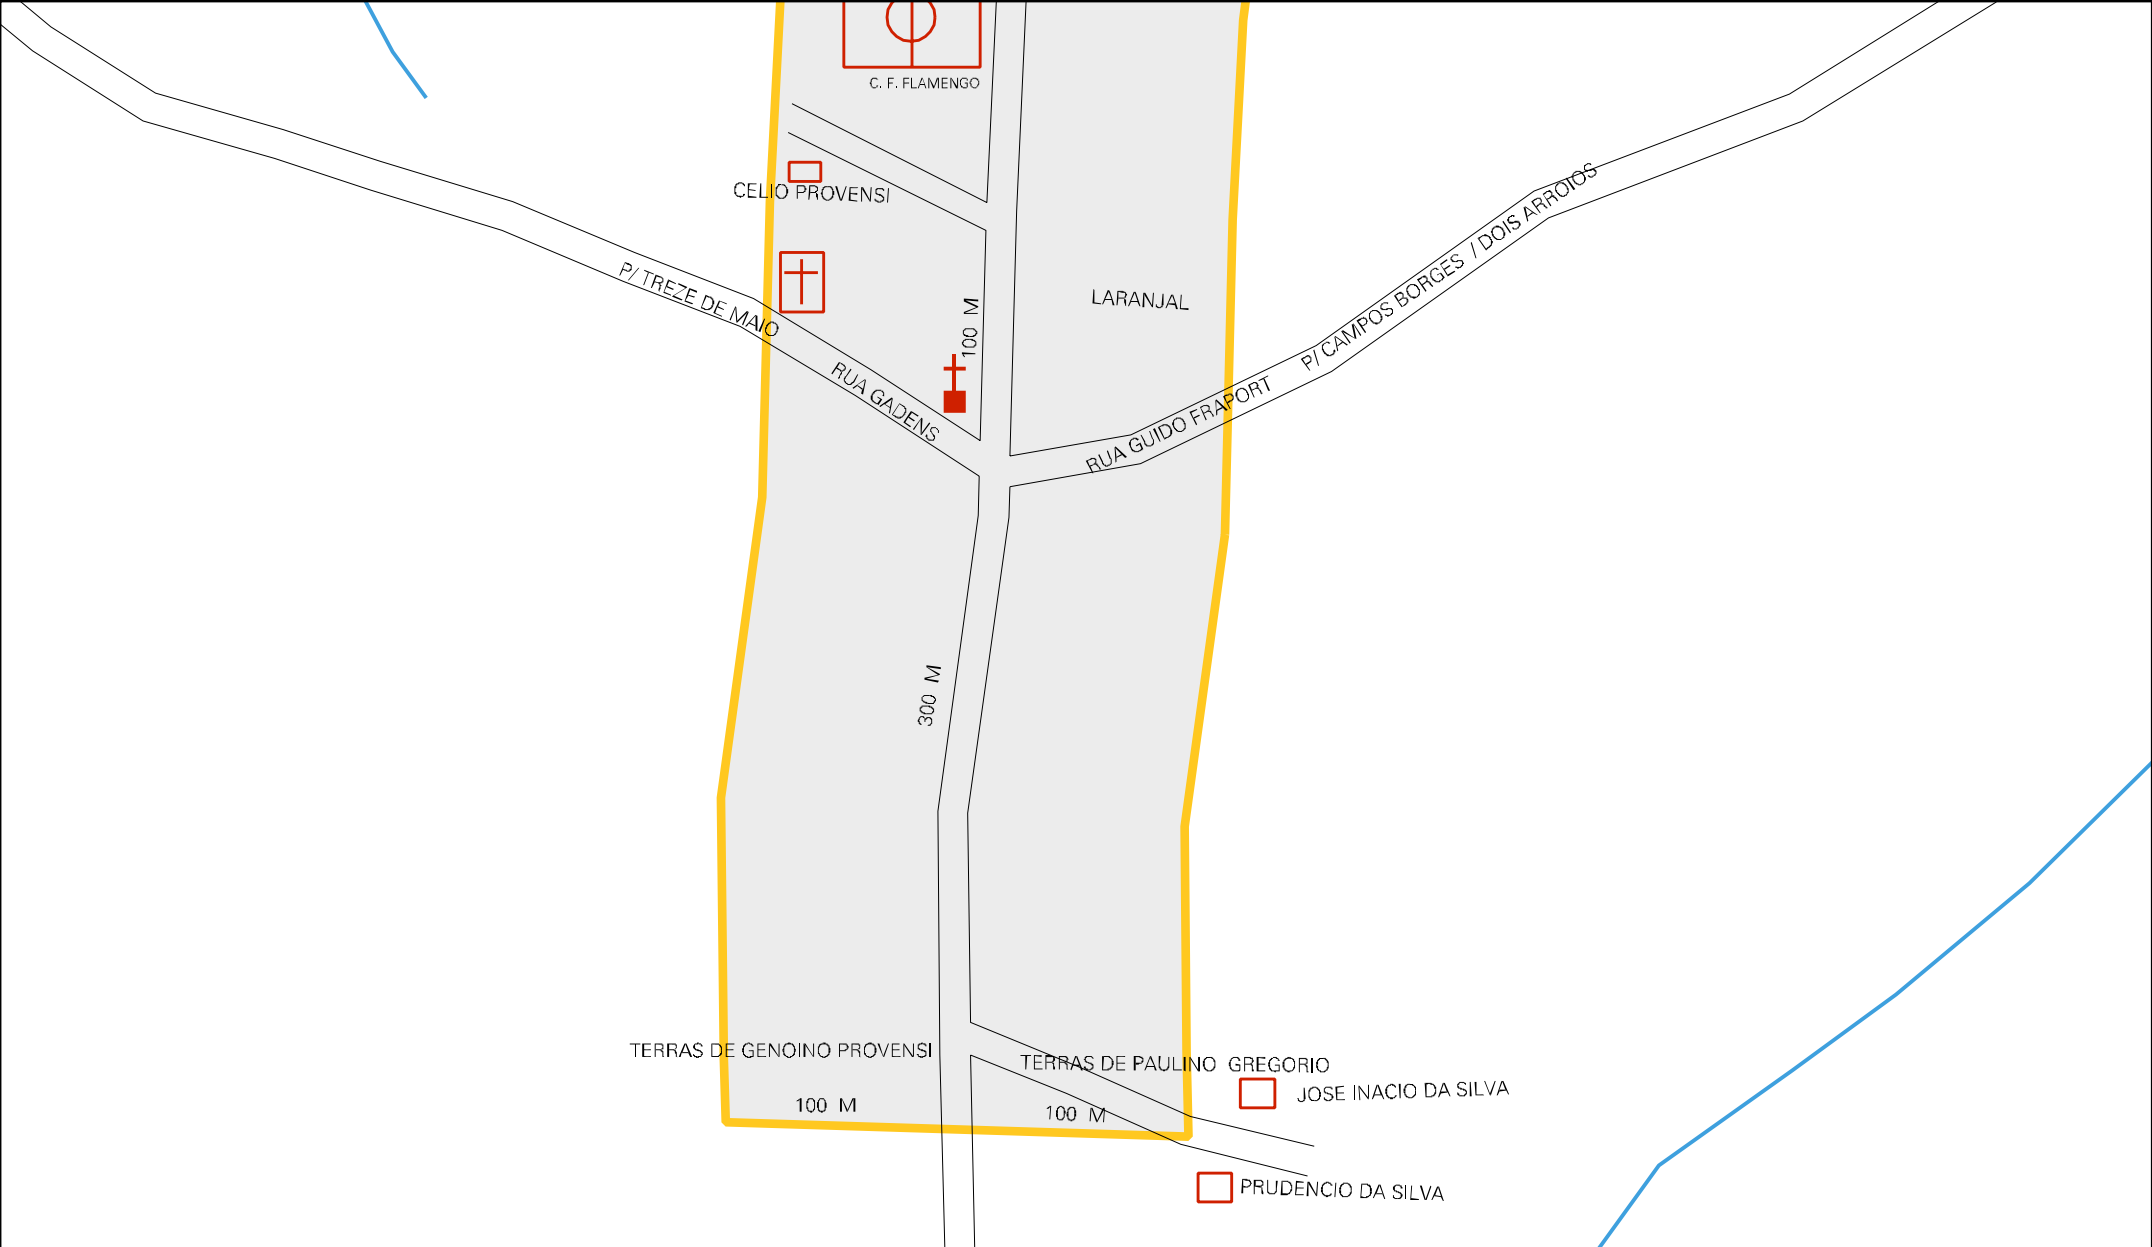 C. F. FLAMENGO
CELIO PROVENSI
P/ TREZE DE MAIO
100 M
LARANJAL
P/ CAMPOS BORGES / DOIS ARROIOS
RUA GADENS
RUA GUIDO FRAPORT
300 M
TERRAS DE GENOINO PROVENSI
TERRAS DE PAULINO GREGORIO
JOSE INACIO DA SILVA
100 M
100 M
PRUDENCIO DA SILVA